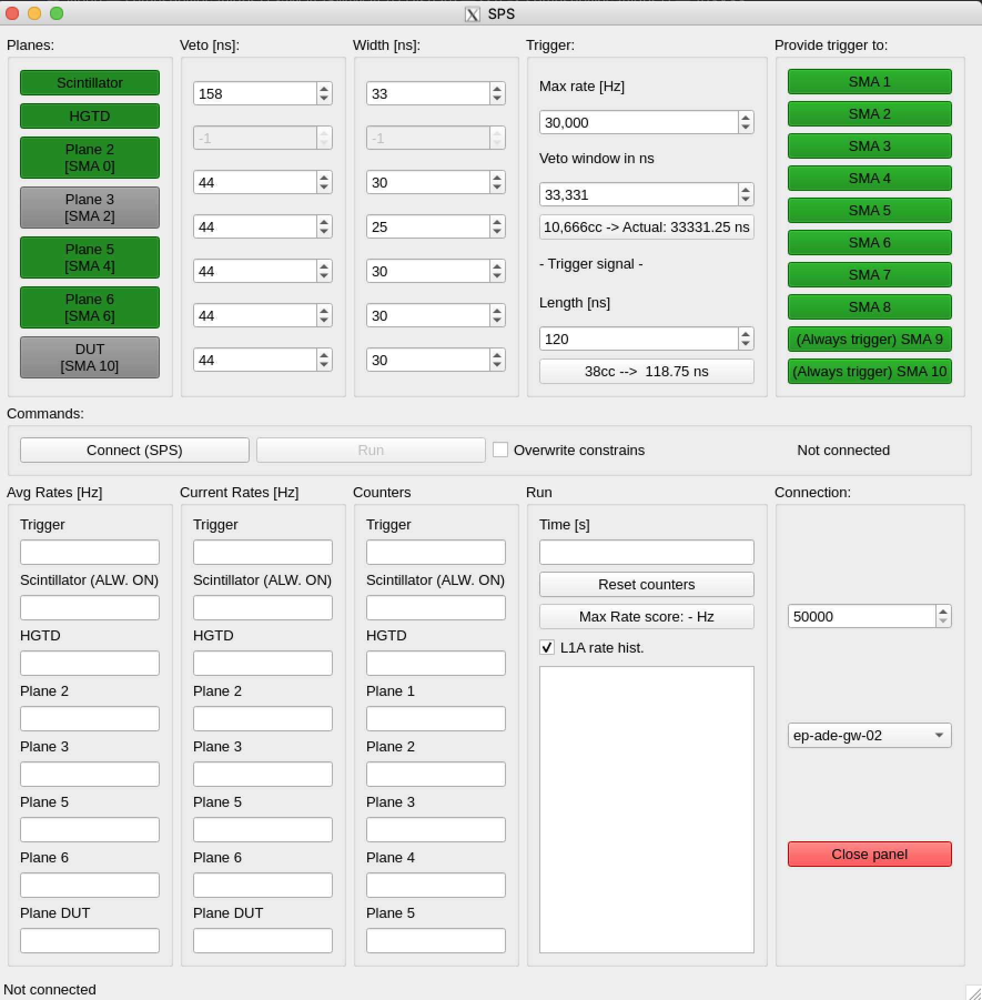 SPS
Planes:
Scintillator
HGTD
Plane 2
[SMA 0]
Plane 3
[SMA 2]
Plane 5
[SMA 4]
Plane 6
[SMA 6]
DUT
[SMA 10]
Veto [ns]:
158
-1
44
44
44
44
44
Width [ns]:
33
-1
30
25
30
30
30
Trigger:
Max rate [Hz]
30,000
Veto window in ns
33,331
10,666cc -> Actual: 33331.25 ns
- Trigger signal -
Length [ns]
120
38cc --> 118.75 ns
Provide trigger to:
SMA 1
SMA 2
SMA 3
SMA 4
SMA 5
SMA 6
SMA 7
SMA 8
(Always trigger) SMA 9
(Always trigger) SMA 10
Commands:
Connect (SPS)
Run
Overwrite constrains
Not connected
Avg Rates [Hz]
Trigger
Scintillator (ALW. ON)
HGTD
Plane 2
Plane 3
Plane 5
Plane 6
Plane DUT
Current Rates [Hz]
Trigger
Scintillator (ALW. ON)
HGTD
Plane 2
Plane 3
Plane 5
Plane 6
Plane DUT
Counters
Trigger
Scintillator (ALW. ON)
HGTD
Plane 1
Plane 2
Plane 3
Plane 4
Plane 5
Run
Time [s]
Reset counters
Max Rate score: - Hz
L1A rate hist.
Connection:
50000
ep-ade-gw-02
Close panel
Not connected